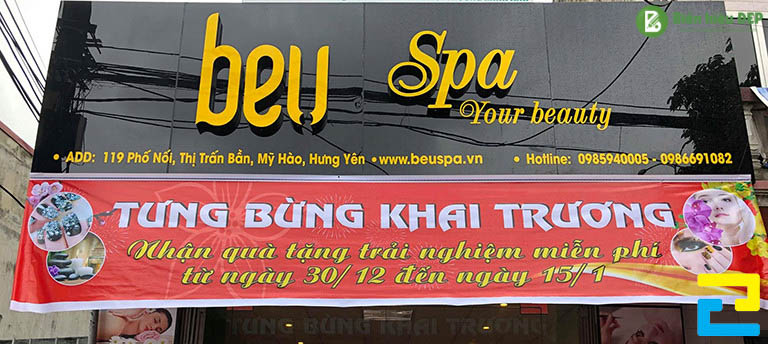 beu Spa
Your beauty
• ADD: 119 Phố Nối, Thị Trấn Bần, Mỹ Hào, Hưng Yên • www.beuspa.vn • Hotline: 0985940005 - 0986691082
TƯNG BỪNG KHAI TRƯƠNG
Nhận quà tặng trải nghiệm miễn phí
từ ngày 30/12 đến ngày 15/1
TƯNG BỪNG KHAI TRƯƠNG